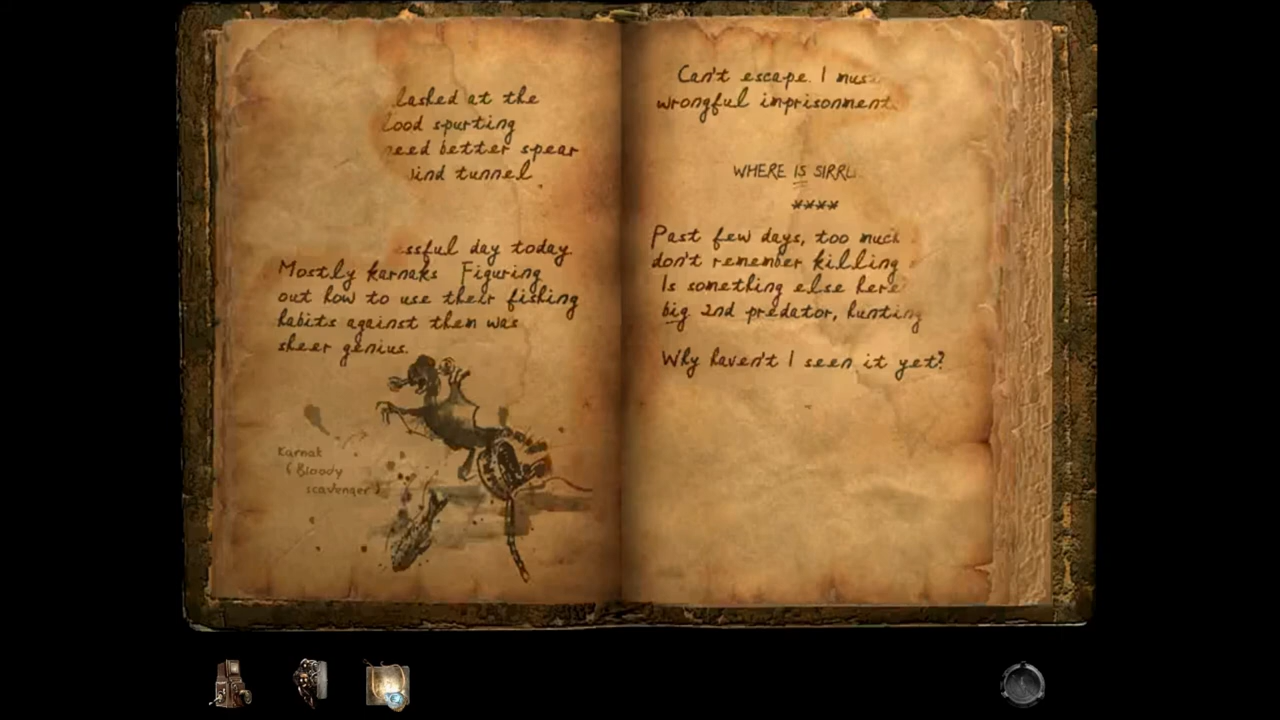 lashed at the
lood spurting
need better spear
wind tunnel
ssful day today.
Mostly karnaks Figuring
out how to use their fishing
habits against them was
sheer genius.
Karnak
(Bloody
scavenger)
Can't escape. I mus
wrongful imprisonment.
WHERE IS SIRRU
****
Past few days, too much
don't remember killing
Is something else here
big 2nd predator, hunting
Why haven't I seen it yet?